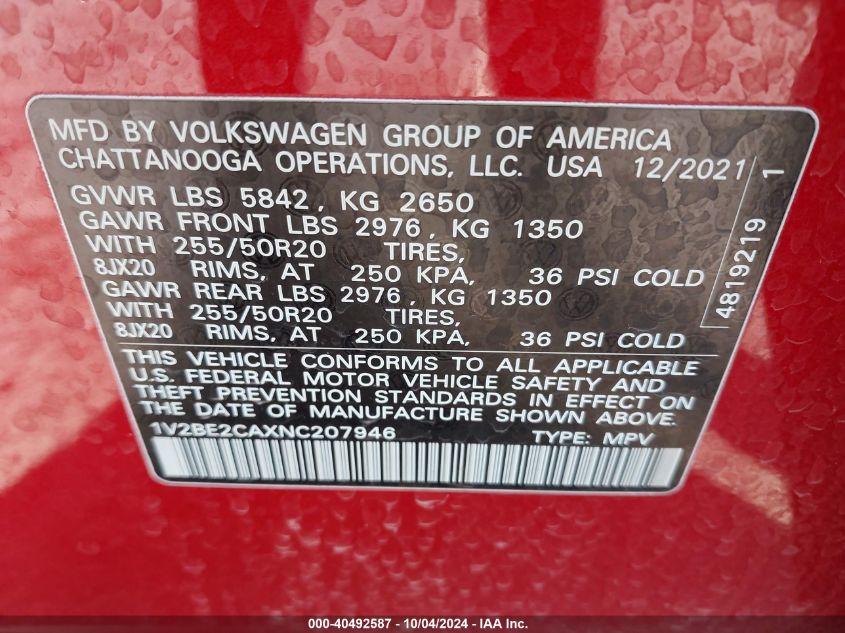 MFD BY VOLKSWAGEN GROUP OF AMERICA
CHATTANOOGA OPERATIONS, LLC. USA 12/2021
GVWR LBS 5842, KG 2650
GAWR FRONT LBS 2976, KG 1350
WITH 255/50R20 TIRES,
8JX20 RIMS, AT 250 KPA, 36 PSI COLD
GAWR REAR LBS 2976, KG 1350
WITH 255/50R20 TIRES,
8JX20 RIMS, AT 250 KPA, 36 PSI COLD
THIS VEHICLE CONFORMS TO ALL APPLICABLE
U.S. FEDERAL MOTOR VEHICLE SAFETY AND
THEFT PREVENTION STANDARDS IN EFFECT ON
THE DATE OF MANUFACTURE SHOWN ABOVE.
1V2BE2CAXNC207946 TYPE: MPV
4819219 1
000-40492587 - 10/04/2024 - IAA Inc.